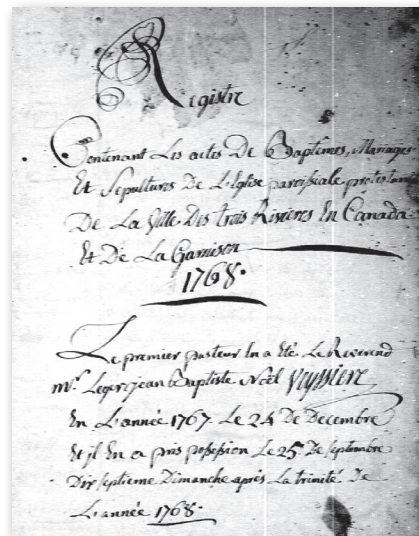 Registre
Contenant Les actes De Baptêmes, Mariages
Et Sepultures De L'Eglise paroissiale protestante
De La Ville Des trois Rivieres En Canada
Et De La Garnison
1768.
Le premier pasteur En a Eté Le Reverend
Mr. Leger jean Baptiste Noël Veyssiere
En L'année 1767. Le 24 De Decembre
Et jl En a pris possession Le 25. De septembre
Dix septieme Dimanche après La trinité De
L'année 1768.